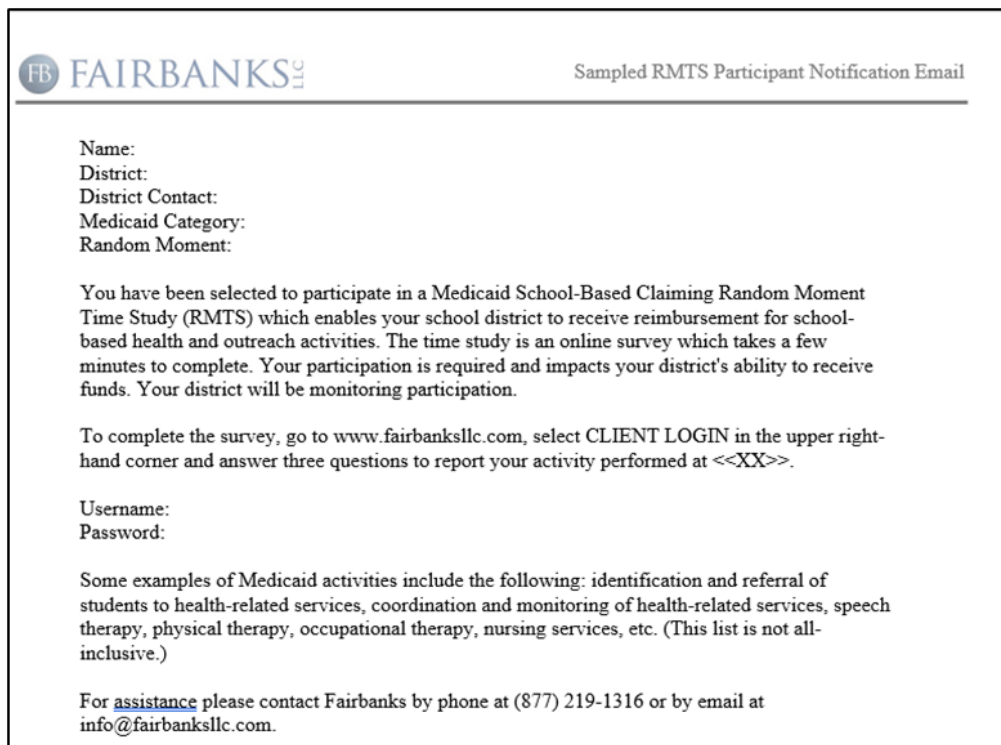 FB FAIRBANKS LLC
Sampled RMTS Participant Notification Email
Name:
District:
District Contact:
Medicaid Category:
Random Moment:
You have been selected to participate in a Medicaid School-Based Claiming Random Moment
Time Study (RMTS) which enables your school district to receive reimbursement for school-
based health and outreach activities. The time study is an online survey which takes a few
minutes to complete. Your participation is required and impacts your district's ability to receive
funds. Your district will be monitoring participation.
To complete the survey, go to www.fairbanksllc.com, select CLIENT LOGIN in the upper right-
hand corner and answer three questions to report your activity performed at <<XX>>.
Username:
Password:
Some examples of Medicaid activities include the following: identification and referral of
students to health-related services, coordination and monitoring of health-related services, speech
therapy, physical therapy, occupational therapy, nursing services, etc. (This list is not all-
inclusive.)
For assistance please contact Fairbanks by phone at (877) 219-1316 or by email at
info@fairbanksllc.com.